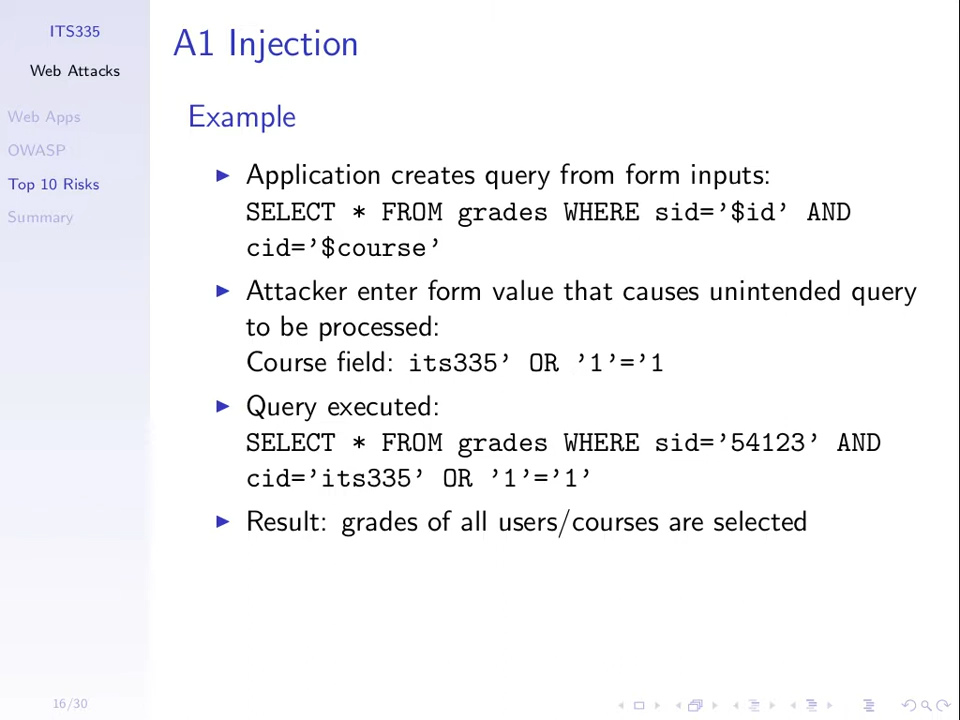 ITS335
Web Attacks
Web Apps
OWASP
Top 10 Risks
Summary
A1 Injection
Example
Application creates query from form inputs:
SELECT * FROM grades WHERE sid=’$id’ AND
cid=’$course’
Attacker enter form value that causes unintended query
to be processed:
Course field: its335’ OR ’1’=’1
Query executed:
SELECT * FROM grades WHERE sid=’54123’ AND
cid=’its335’ OR ’1’=’1’
Result: grades of all users/courses are selected
16/30